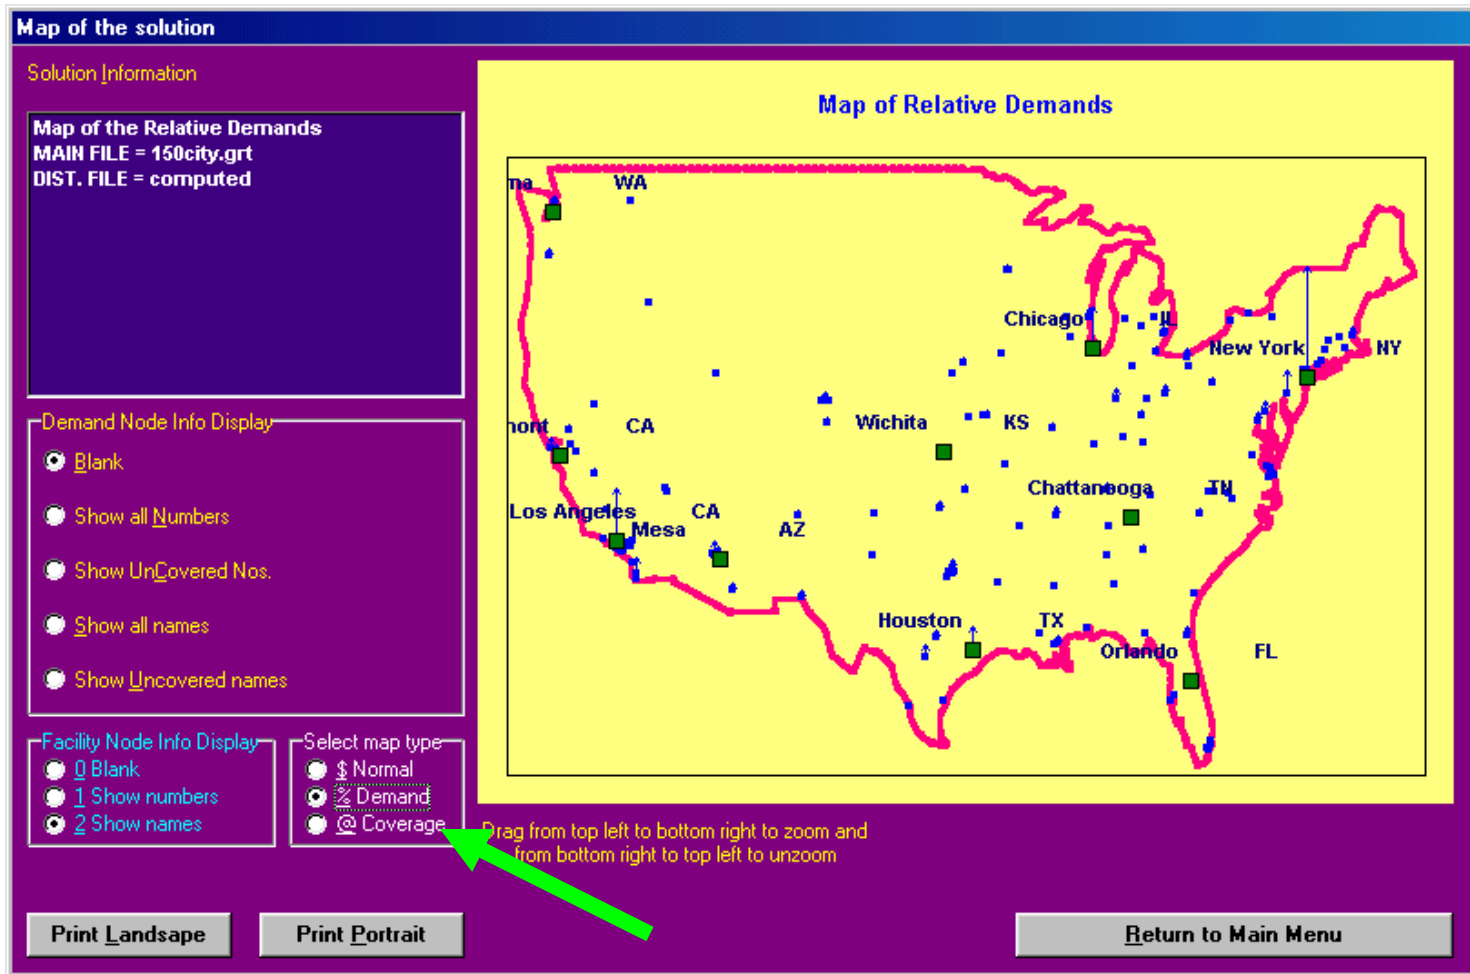 Map of the solution
Solution Information
Map of the Relative Demands
MAIN FILE = 150city.grt
DIST. FILE = computed
Demand Node Info Display
Blank
Show all Numbers
Show UnCovered Nos.
Show all names
Show Uncovered names
Facility Node Info Display
0 Blank
1 Show numbers
2 Show names
Select map type
$ Normal
% Demand
@ Coverage
Print Landsape
Print Portrait
Map of Relative Demands
ma WA
Chicago IL
New York NY
mont CA
Wichita KS
Chattanooga TN
Los Angeles CA
Mesa AZ
Houston TX
Orlando FL
Drag from top left to bottom right to zoom and
from bottom right to top left to unzoom
Return to Main Menu